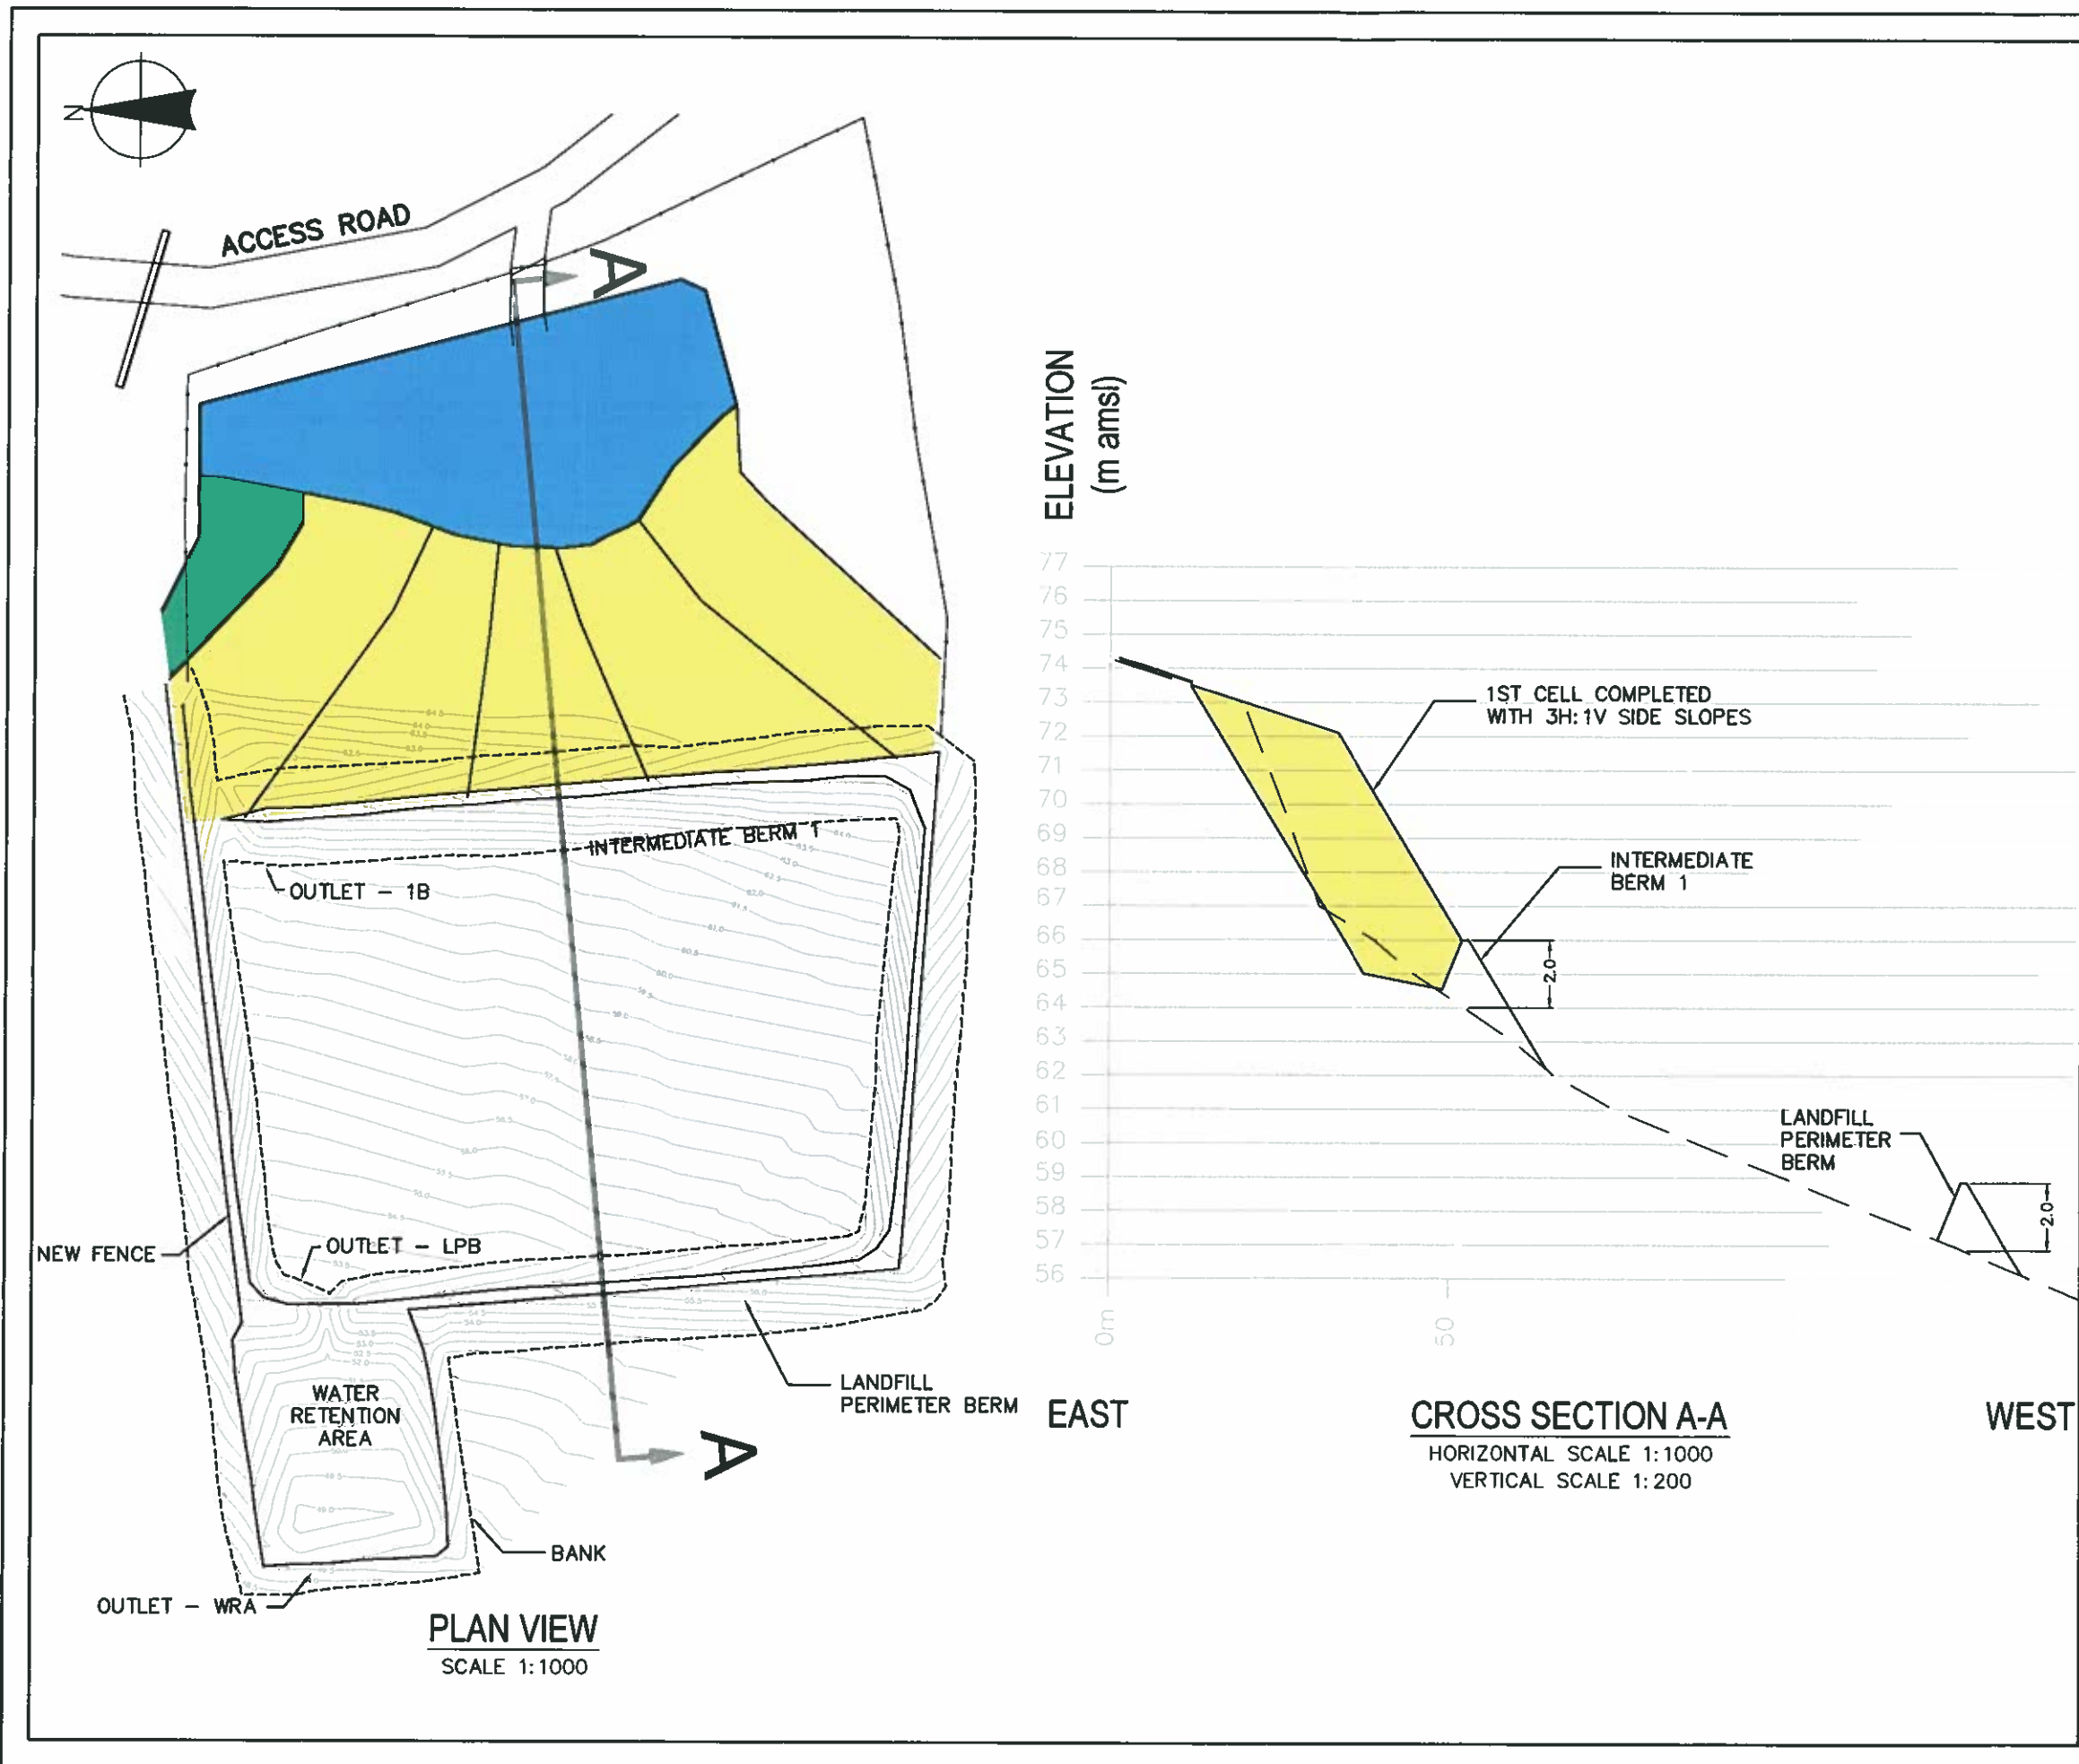 N
ACCESS ROAD
A
INTERMEDIATE BERM 1
OUTLET - 1B
NEW FENCE
OUTLET - LPB
LANDFILL
PERIMETER BERM
WATER
RETENTION
AREA
A
BANK
OUTLET - WRA
PLAN VIEW
SCALE 1:1000
ELEVATION
(m amsl)
77
76
75
74
73
72
71
70
69
68
67
66
65
64
63
62
61
60
59
58
57
56
0m
50
1ST CELL COMPLETED
WITH 3H:1V SIDE SLOPES
INTERMEDIATE
BERM 1
2.0
LANDFILL
PERIMETER
BERM
2.0
EAST
CROSS SECTION A-A
HORIZONTAL SCALE 1:1000
VERTICAL SCALE 1:200
WEST